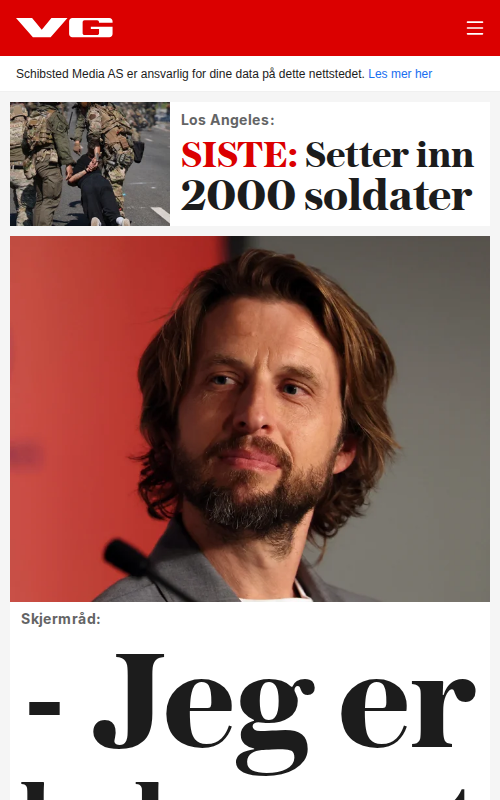 VG
Schibsted Media AS er ansvarlig for dine data på dette nettstedet. Les mer her
Los Angeles:
SISTE: Setter inn
2000 soldater
Skjermråd:
- Jeg er